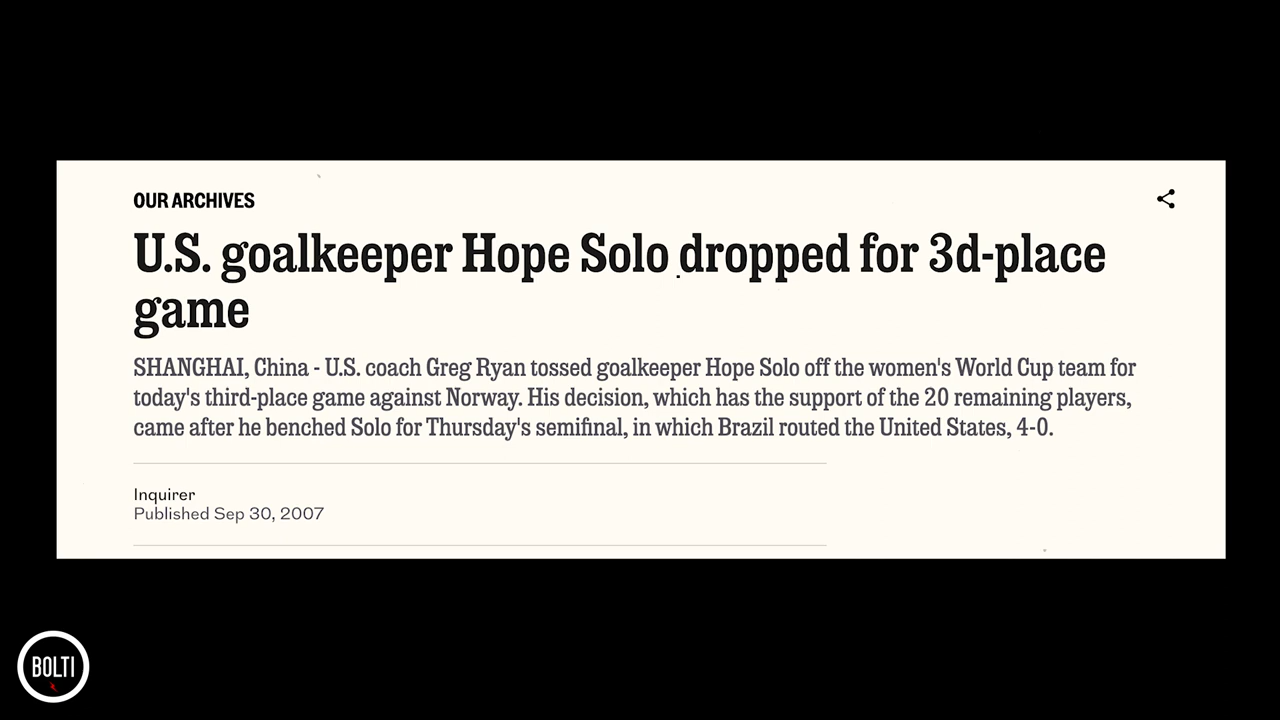 OUR ARCHIVES
U.S. goalkeeper Hope Solo dropped for 3d-place
game
SHANGHAI, China - U.S. coach Greg Ryan tossed goalkeeper Hope Solo off the women's World Cup team for
today's third-place game against Norway. His decision, which has the support of the 20 remaining players,
came after he benched Solo for Thursday's semifinal, in which Brazil routed the United States, 4-0.
Inquirer
Published Sep 30, 2007
BOLTI